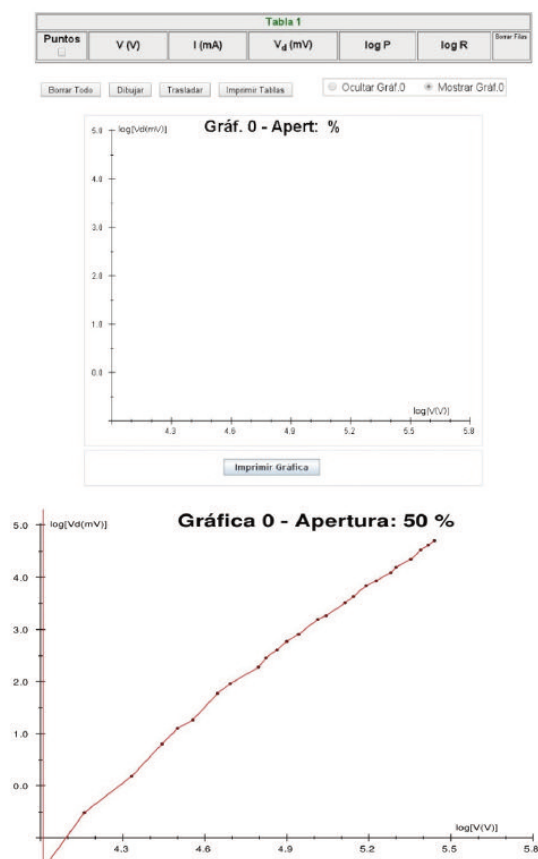 Tabla 1
Puntos V (V) I (mA) Vd (mV) log P log R Borrar Filas
Borrar Todo Dibujar Trasladar Imprimir Tablas Ocultar Gráf.0 Mostrar Gráf.0
Gráf. 0 - Apert: %
log[Vd(mV)]
5.0
4.0
3.0
2.0
1.0
0.0
log[V(V)]
4.3 4.6 4.9 5.2 5.5 5.8
Imprimir Gráfica
Gráfica 0 - Apertura: 50 %
log[Vd(mV)]
5.0
4.0
3.0
2.0
1.0
0.0
log[V(V)]
4.3 4.6 4.9 5.2 5.5 5.8